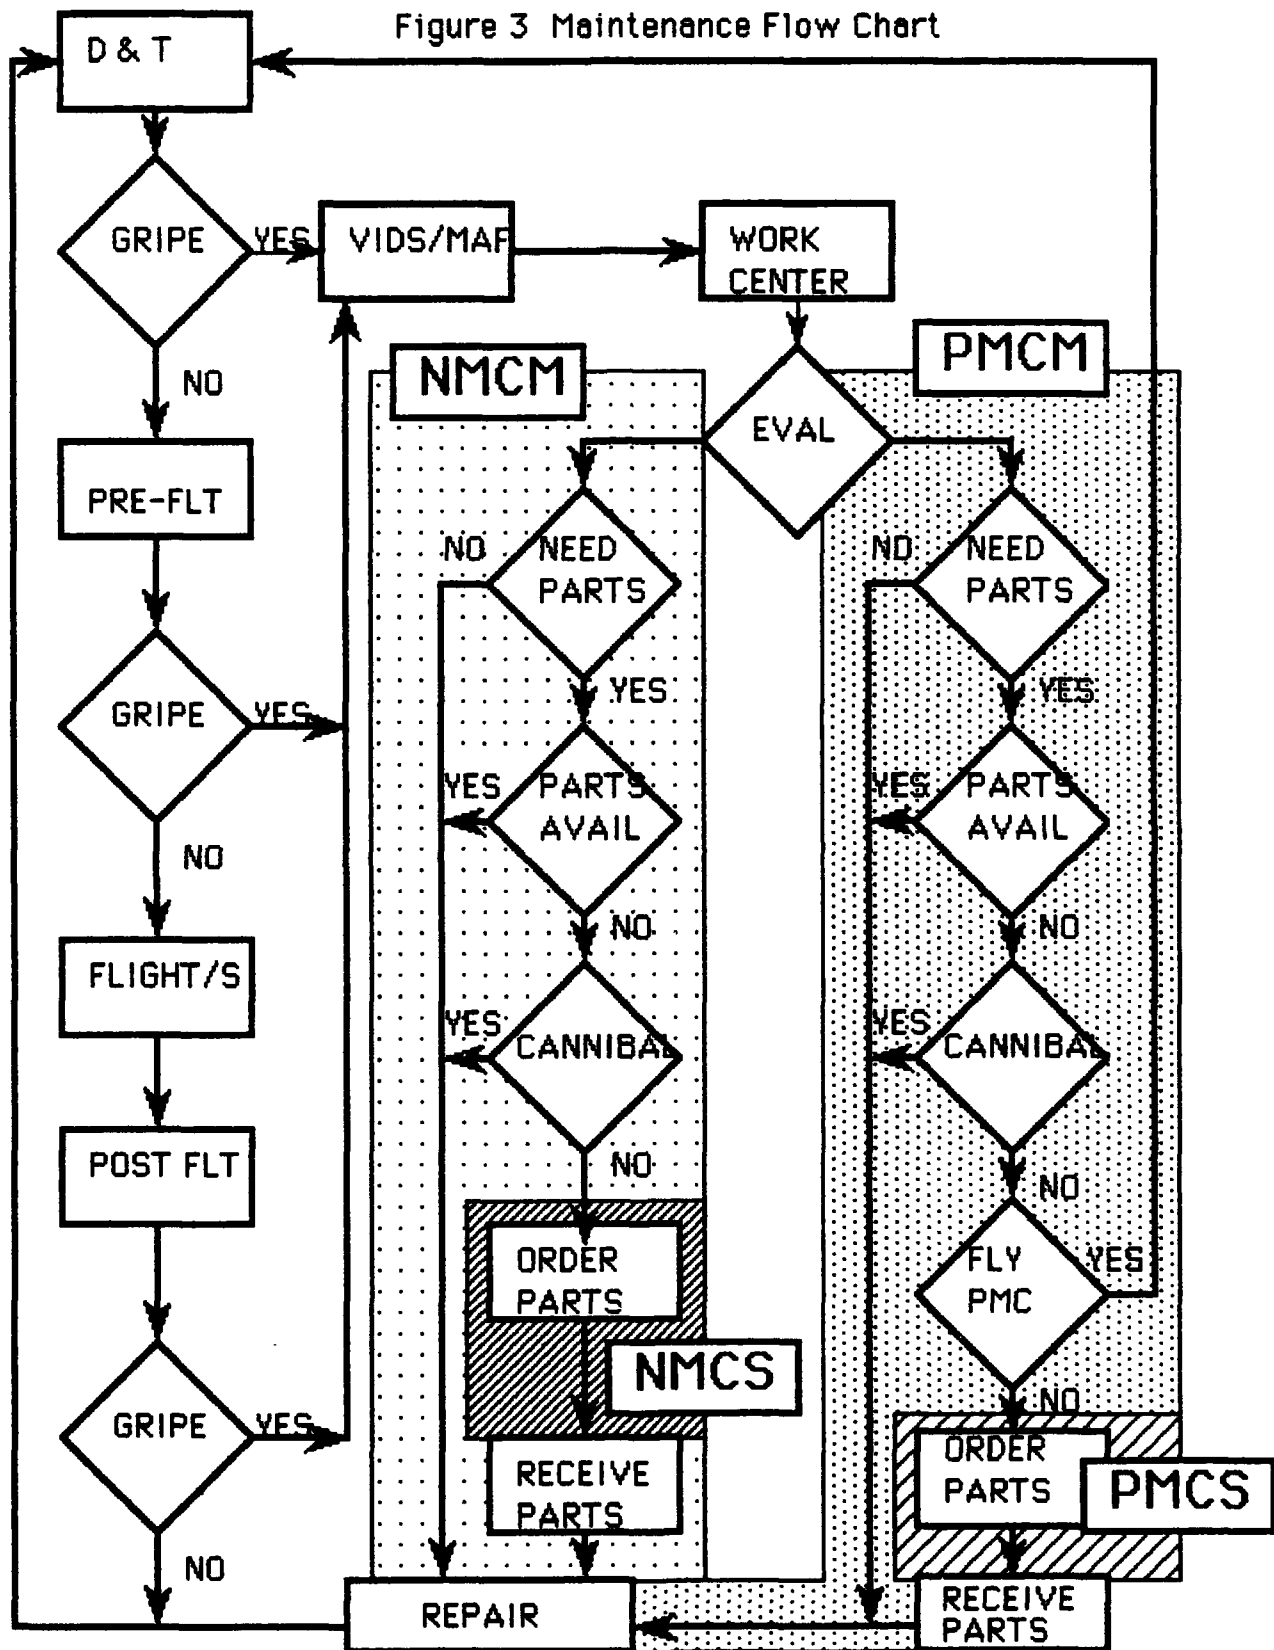 Figure 3 Maintenance Flow Chart
D & T
GRIPE
YES
VIDS/MAF
WORK
CENTER
NO
PRE-FLT
GRIPE
YES
NO
FLIGHT/S
POST FLT
GRIPE
YES
NO
NMCM
PMCM
EVAL
NO
NEED
PARTS
YES
YES
PARTS
AVAIL
NO
YES
CANNIBAL
NO
ORDER
PARTS
NMCS
RECEIVE
PARTS
REPAIR
NO
NEED
PARTS
YES
YES
PARTS
AVAIL
NO
YES
CANNIBAL
NO
FLY
PMC
YES
NO
ORDER
PARTS
PMCS
RECEIVE
PARTS